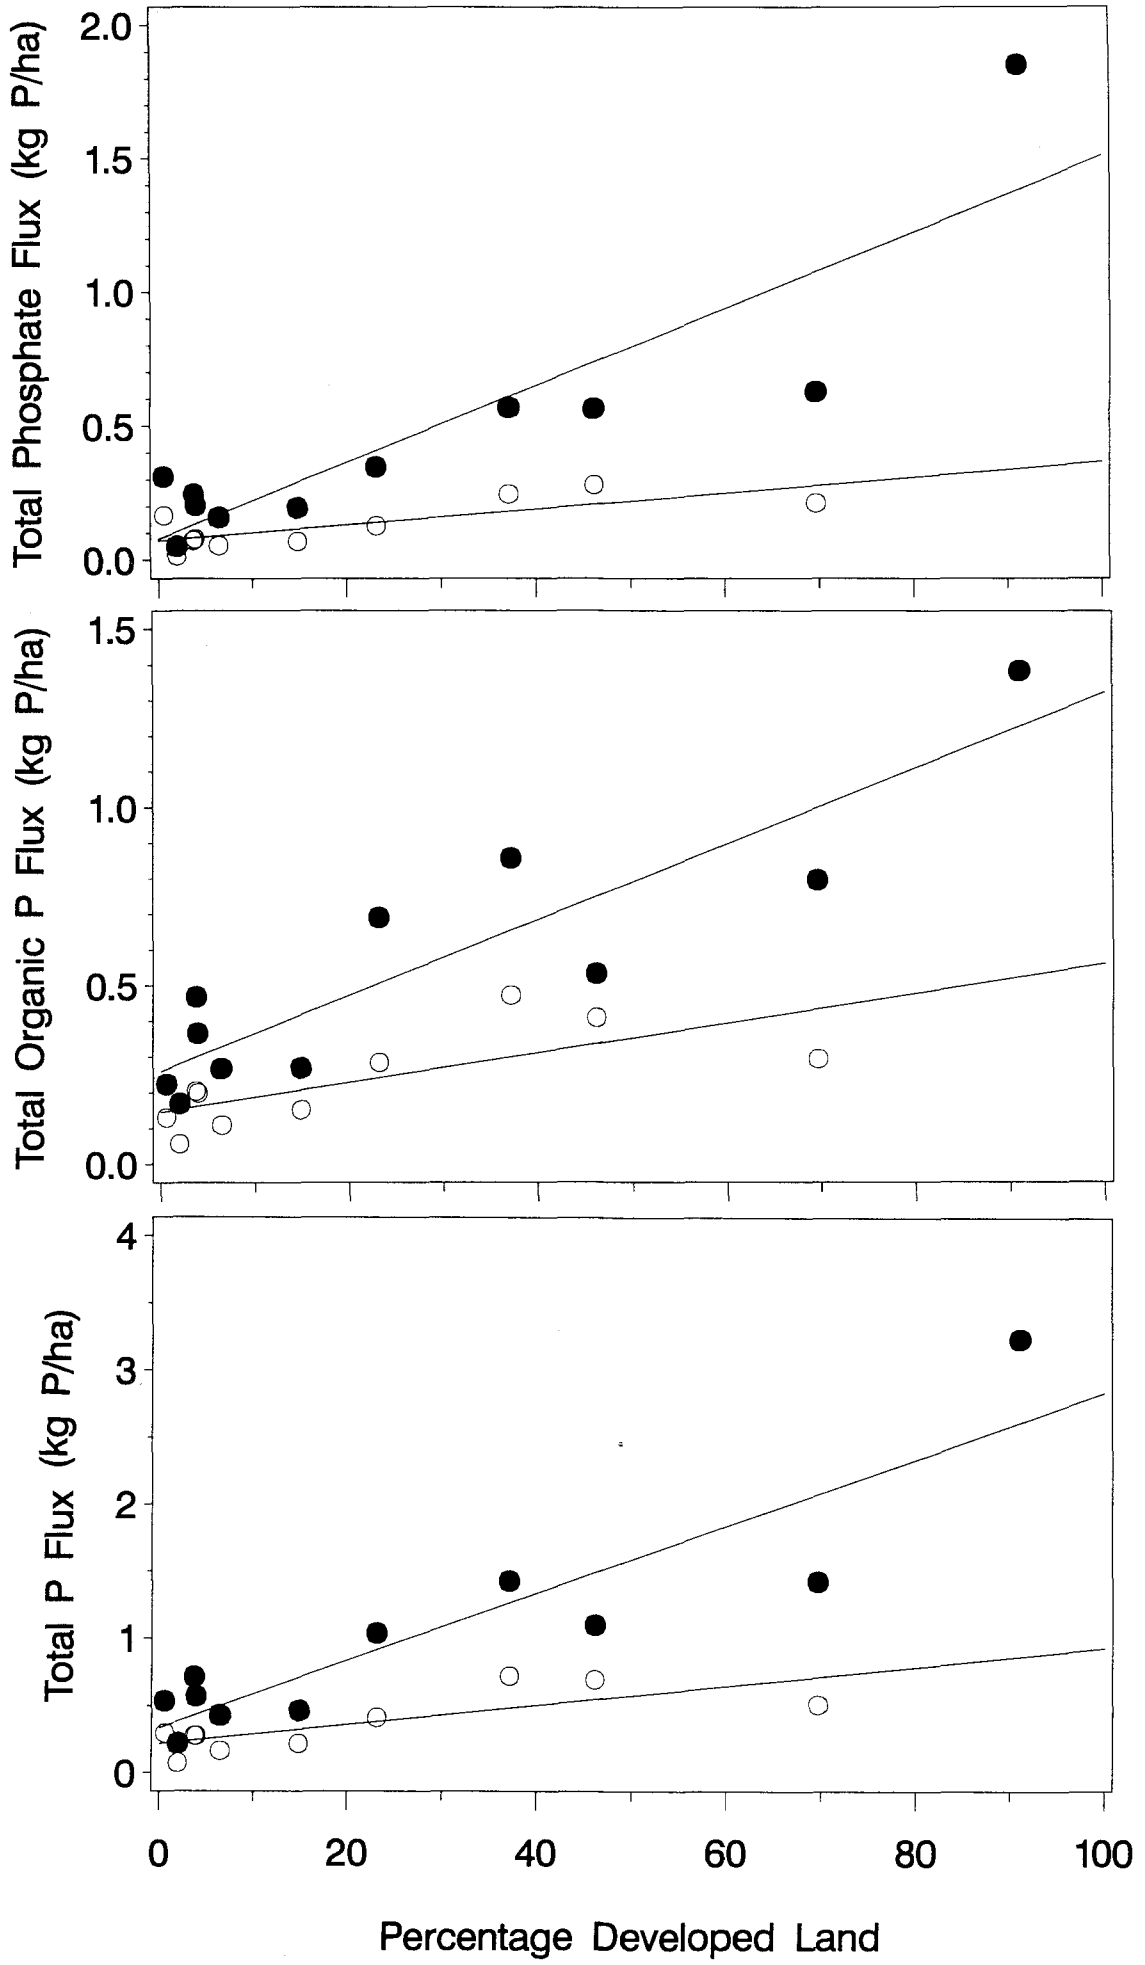 Total Phosphate Flux (kg P/ha)
2.0
1.5
1.0
0.5
0.0
Total Organic P Flux (kg P/ha)
1.5
1.0
0.5
0.0
Total P Flux (kg P/ha)
4
3
2
1
0
0 20 40 60 80 100
Percentage Developed Land